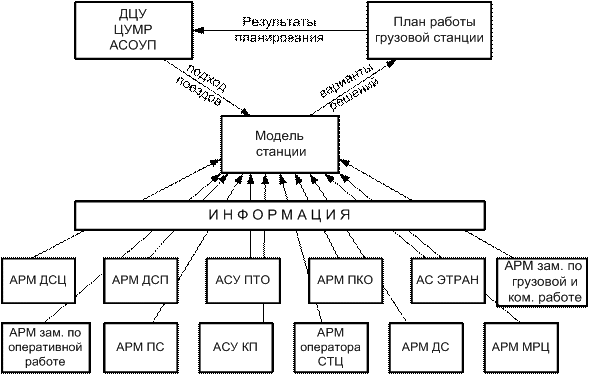 ДЦУ
ЦУМР
АСОУП
Результаты
планирования
План работы
грузовой станции
подход
поездов
варианты
решений
Модель
станции
ИНФОРМАЦИЯ
АРМ ДСЦ
АРМ ДСП
АСУ ПТО
АРМ ПКО
АС ЭТРАН
АРМ зам. по
грузовой и
ком. работе
АРМ зам. по
оперативной
работе
АРМ ПС
АСУ КП
АРМ
оператора
СТЦ
АРМ ДС
АРМ МРЦ